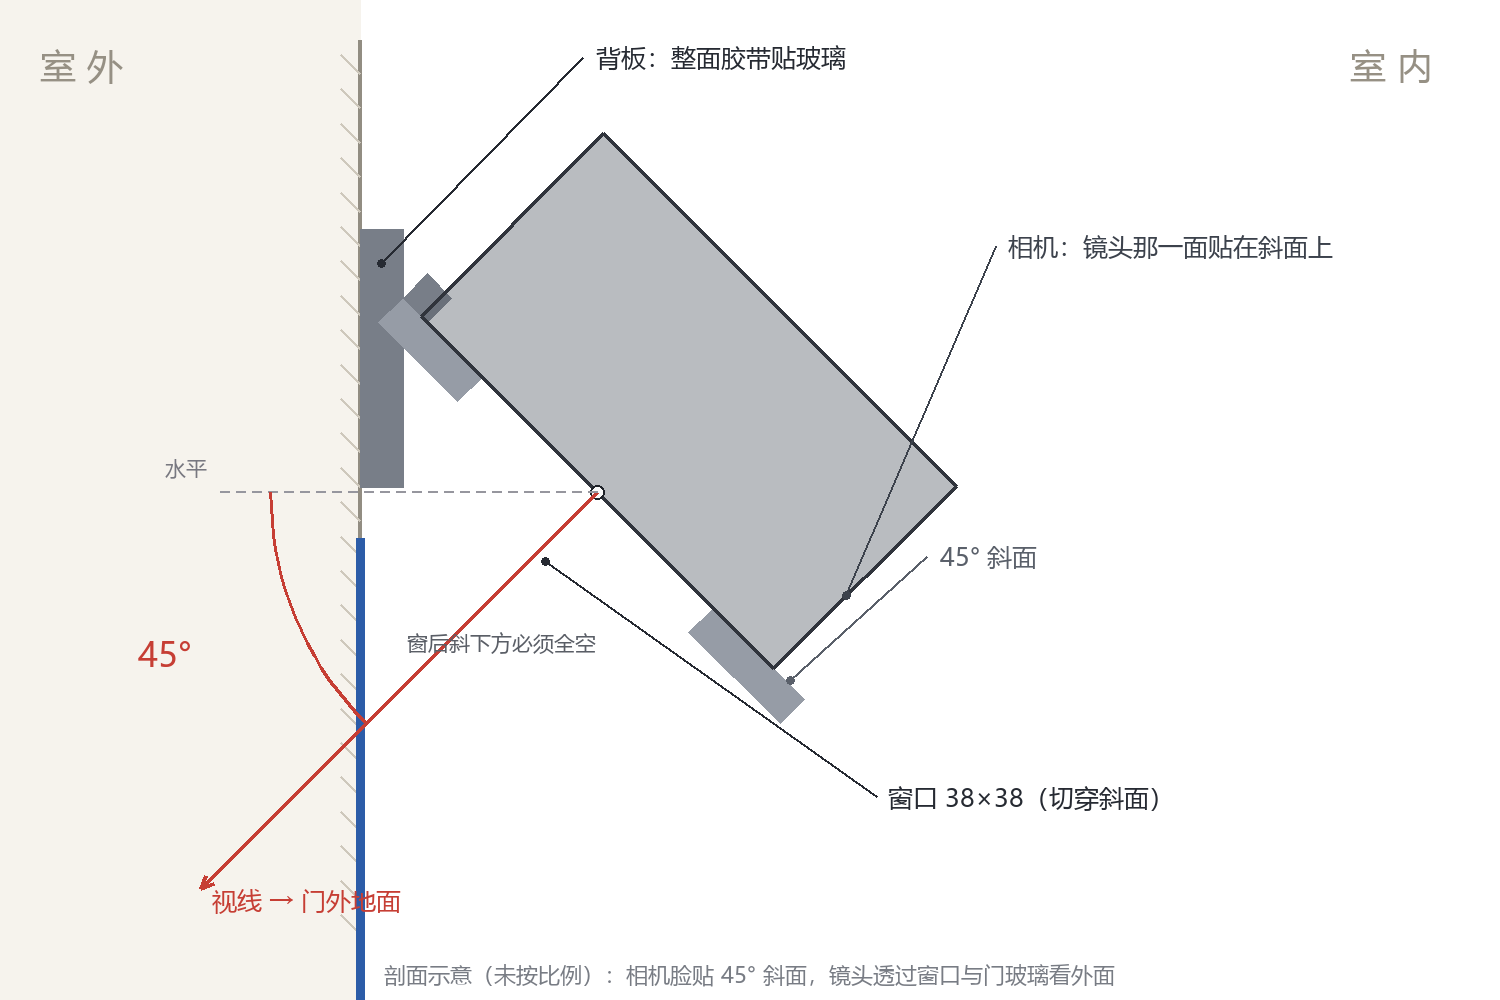 室 外
背板：整面胶带贴玻璃
室 内
相机：镜头那一面贴在斜面上
水平
45° 斜面
45°
窗后斜下方必须全空
窗口 38×38（切穿斜面）
视线 → 门外地面
剖面示意（未按比例）：相机脸贴 45° 斜面，镜头透过窗口与门玻璃看外面